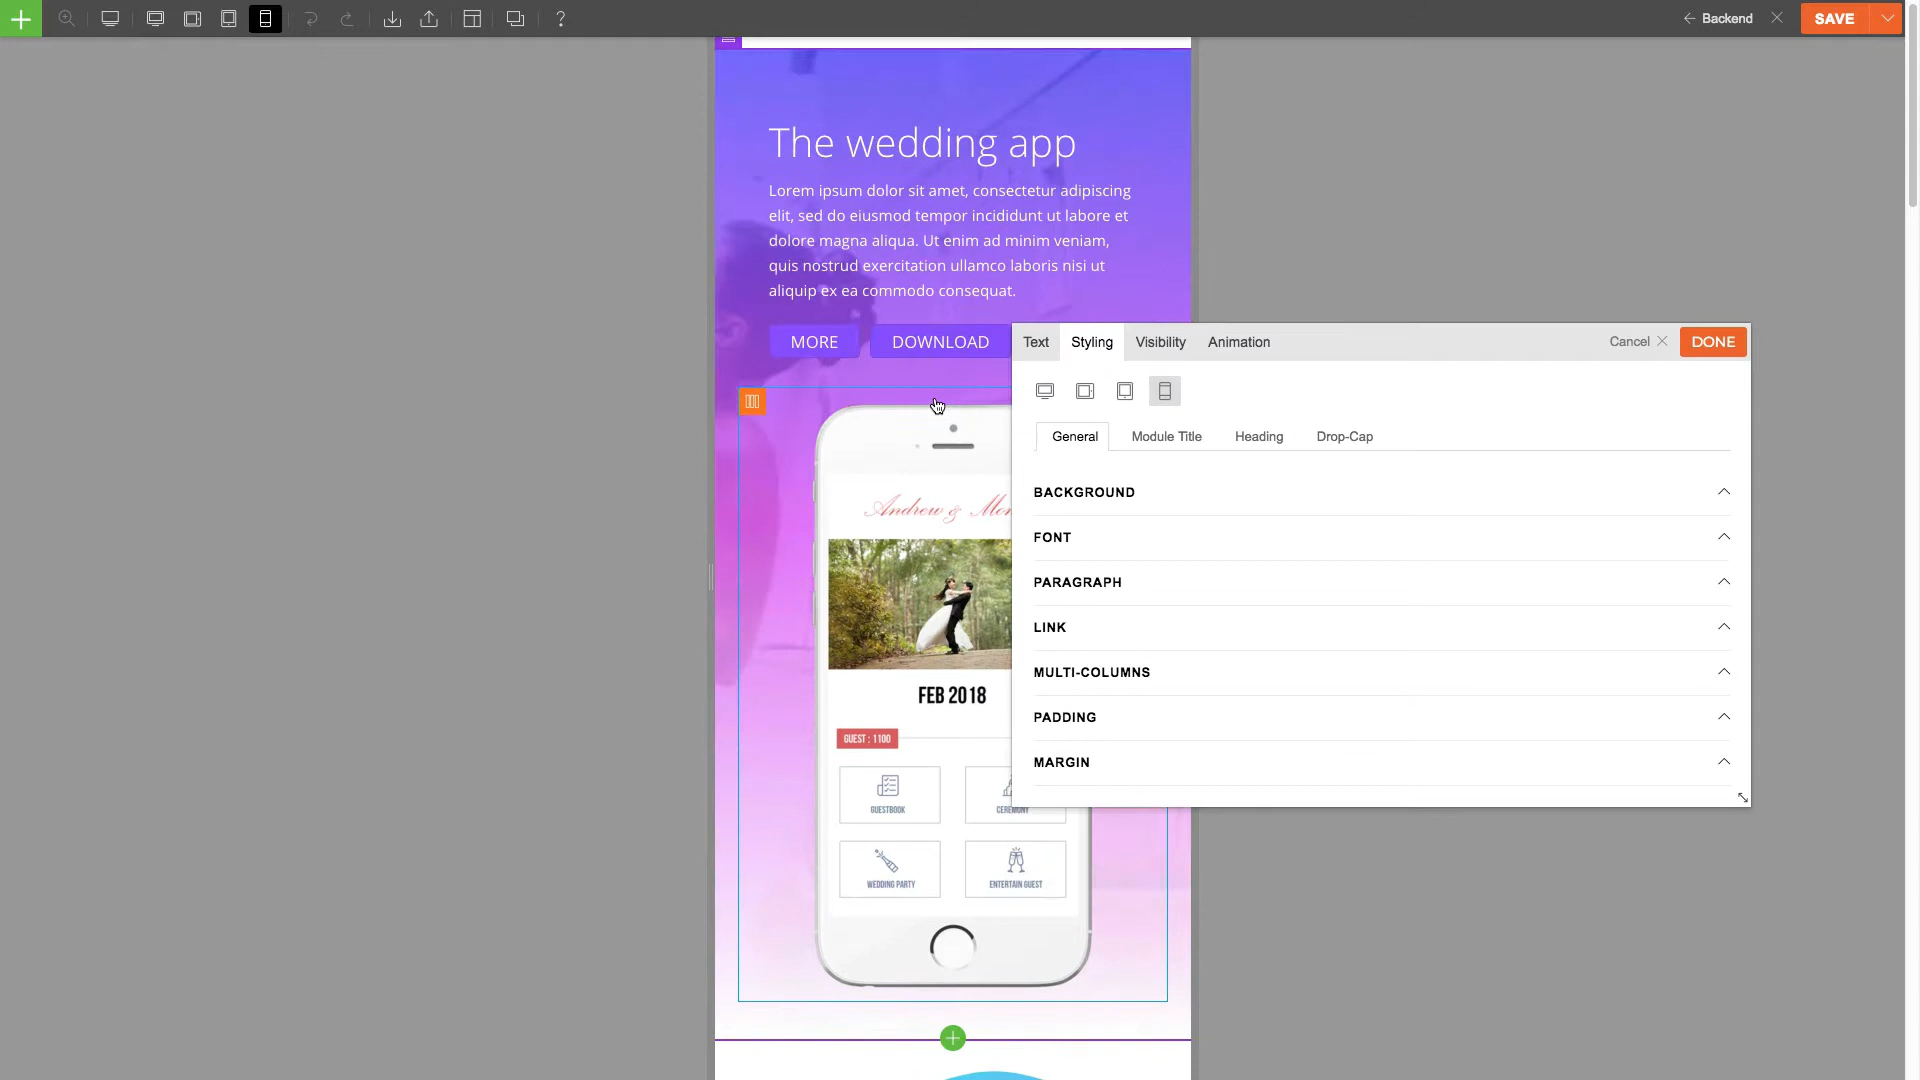 Backend
SAVE
The wedding app
Lorem ipsum dolor sit amet, consectetur adipiscing
elit, sed do eiusmod tempor incididunt ut labore et
dolore magna aliqua. Ut enim ad minim veniam,
quis nostrud exercitation ullamco laboris nisi ut
aliquip ex ea commodo consequat.
MORE
DOWNLOAD
Text
Styling
Visibility
Animation
Cancel
DONE
General
Module Title
Heading
Drop-Cap
BACKGROUND
FONT
PARAGRAPH
LINK
MULTI-COLUMNS
PADDING
MARGIN
Andrew &
FEB 2018
GUEST : 1100
GUESTBOOK
CEREMONY
WEDDING PARTY
ENTERTAIN GUEST